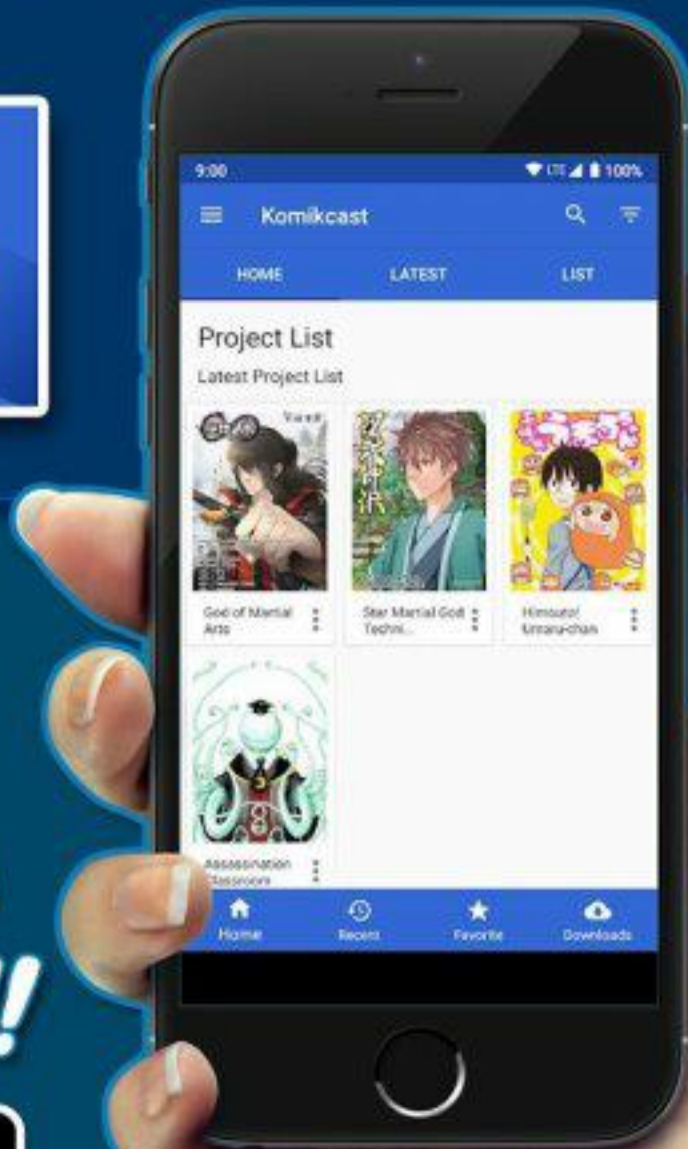 9:00 LTE 100%
Komikcast
HOME LATEST LIST
Project List
Latest Project List
God of Martial
Arts
Star Martial God
Techni...
Himouto!
Umaru-chan
Assassination
Classroom
Home Recent Favorite Downloads
!